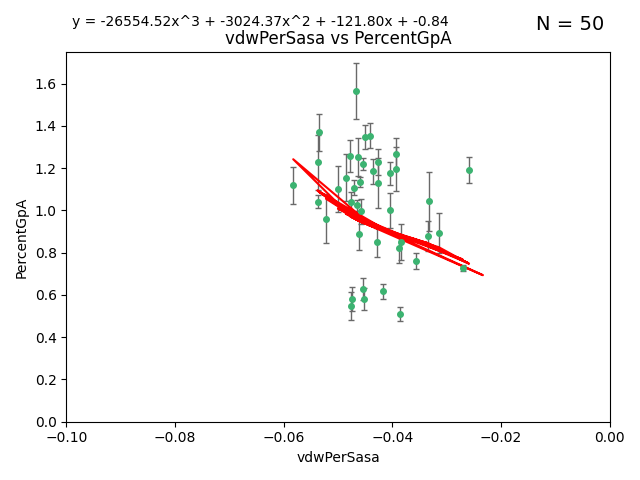 y = -26554.52x^3 + -3024.37x^2 + -121.80x + -0.84
N = 50
vdwPerSasa vs PercentGpA
PercentGpA
1.6
1.4
1.2
1.0
0.8
0.6
0.4
0.2
0.0
−0.10 −0.08 −0.06 −0.04 −0.02 0.00
vdwPerSasa